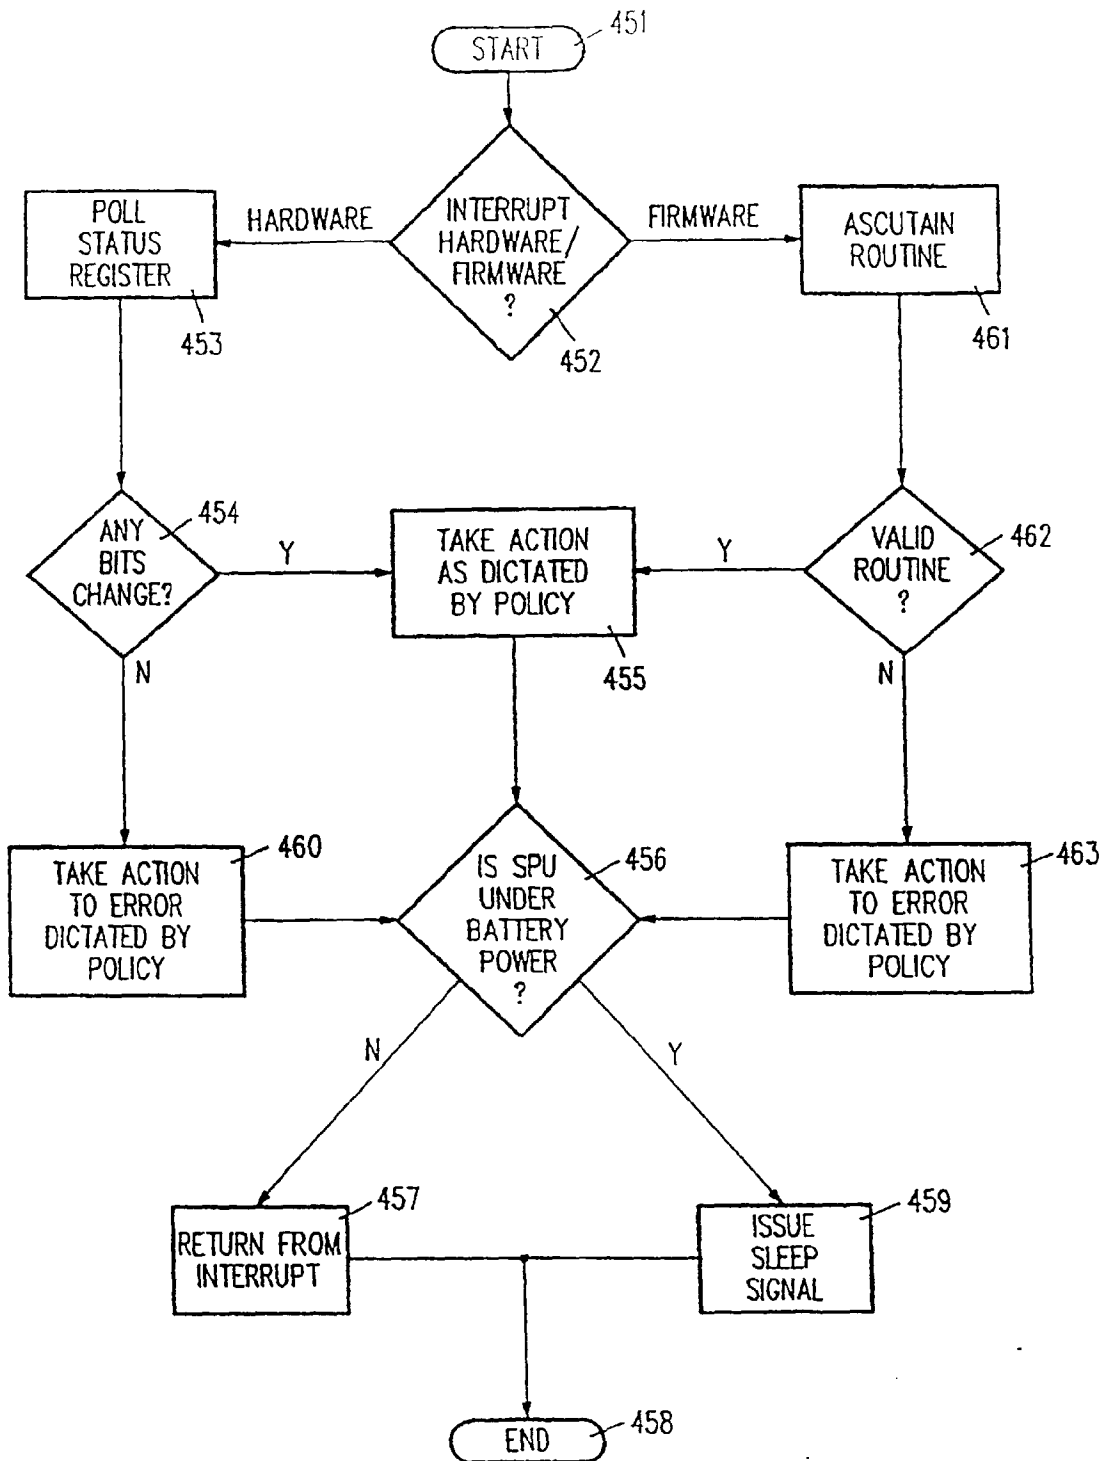 START
451
INTERRUPT
HARDWARE/
FIRMWARE
?
452
HARDWARE
FIRMWARE
POLL
STATUS
REGISTER
453
ASCUTAIN
ROUTINE
461
ANY
BITS
CHANGE?
454
Y
N
TAKE ACTION
AS DICTATED
BY POLICY
455
VALID
ROUTINE
?
462
Y
N
TAKE ACTION
TO ERROR
DICTATED BY
POLICY
460
IS SPU
UNDER
BATTERY
POWER
?
456
TAKE ACTION
TO ERROR
DICTATED BY
POLICY
463
N
Y
RETURN FROM
INTERRUPT
457
ISSUE
SLEEP
SIGNAL
459
END
458